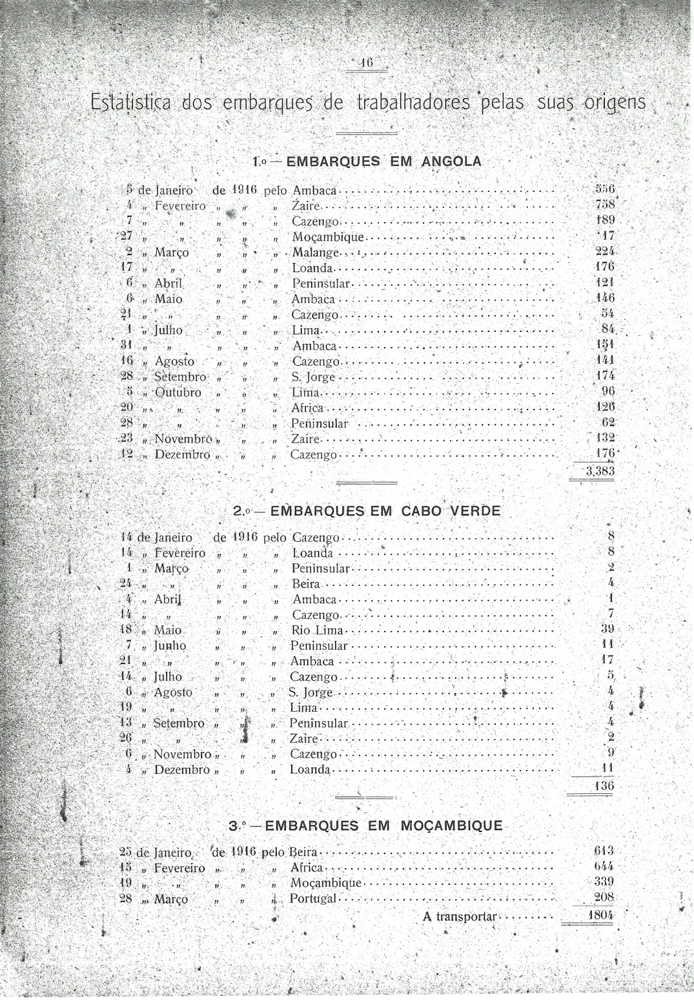 16
Estatistica dos embarques de trabalhadores pelas suas origens
1.º — EMBARQUES EM ANGOLA
5 de Janeiro de 1916 pelo Ambaca 556
4 „ Fevereiro „ „ „ Zaire 758
7 „ „ „ „ „ Cazengo 189
27 „ „ „ „ „ Moçambique 17
2 „ Março „ „ „ Malange 224
17 „ „ „ „ „ Loanda 176
6 „ Abril „ „ „ Peninsular 121
6 „ Maio „ „ „ Ambaca 146
21 „ „ „ „ „ Cazengo 54
1 „ Julho „ „ „ Lima 84
31 „ „ „ „ „ Ambaca 151
16 „ Agosto „ „ „ Cazengo 141
28 „ Setembro „ „ „ S. Jorge 174
5 „ Outubro „ „ „ Lima 96
20 „ „ „ „ „ Africa 126
28 „ „ „ „ Peninsular 62
23 „ Novembro „ „ „ Zaire 132
12 „ Dezembro „ „ „ Cazengo 176
3.383
2.º — EMBARQUES EM CABO VERDE
14 de Janeiro de 1916 pelo Cazengo 8
14 „ Fevereiro „ „ „ Loanda 8
1 „ Março „ „ „ Peninsular 2
24 „ „ „ „ „ Beira 4
4 „ Abril „ „ „ Ambaca 1
14 „ „ „ „ „ Cazengo 7
18 „ Maio „ „ „ Rio Lima 39
7 „ Junho „ „ „ Peninsular 11
21 „ „ „ „ „ Ambaca 17
14 „ Julho „ „ „ Cazengo 5
6 „ Agosto „ „ „ S. Jorge 4
19 „ „ „ „ „ Lima 4
13 „ Setembro „ „ „ Peninsular 4
26 „ „ „ „ Zaire 2
6 „ Novembro „ „ „ Cazengo 9
4 „ Dezembro „ „ „ Loanda 11
136
3.º — EMBARQUES EM MOÇAMBIQUE
25 de Janeiro de 1916 pelo Beira 613
15 „ Fevereiro „ „ „ Africa 644
19 „ „ „ „ „ Moçambique 339
28 „ Março „ „ „ Portugal 208
A transportar 1804